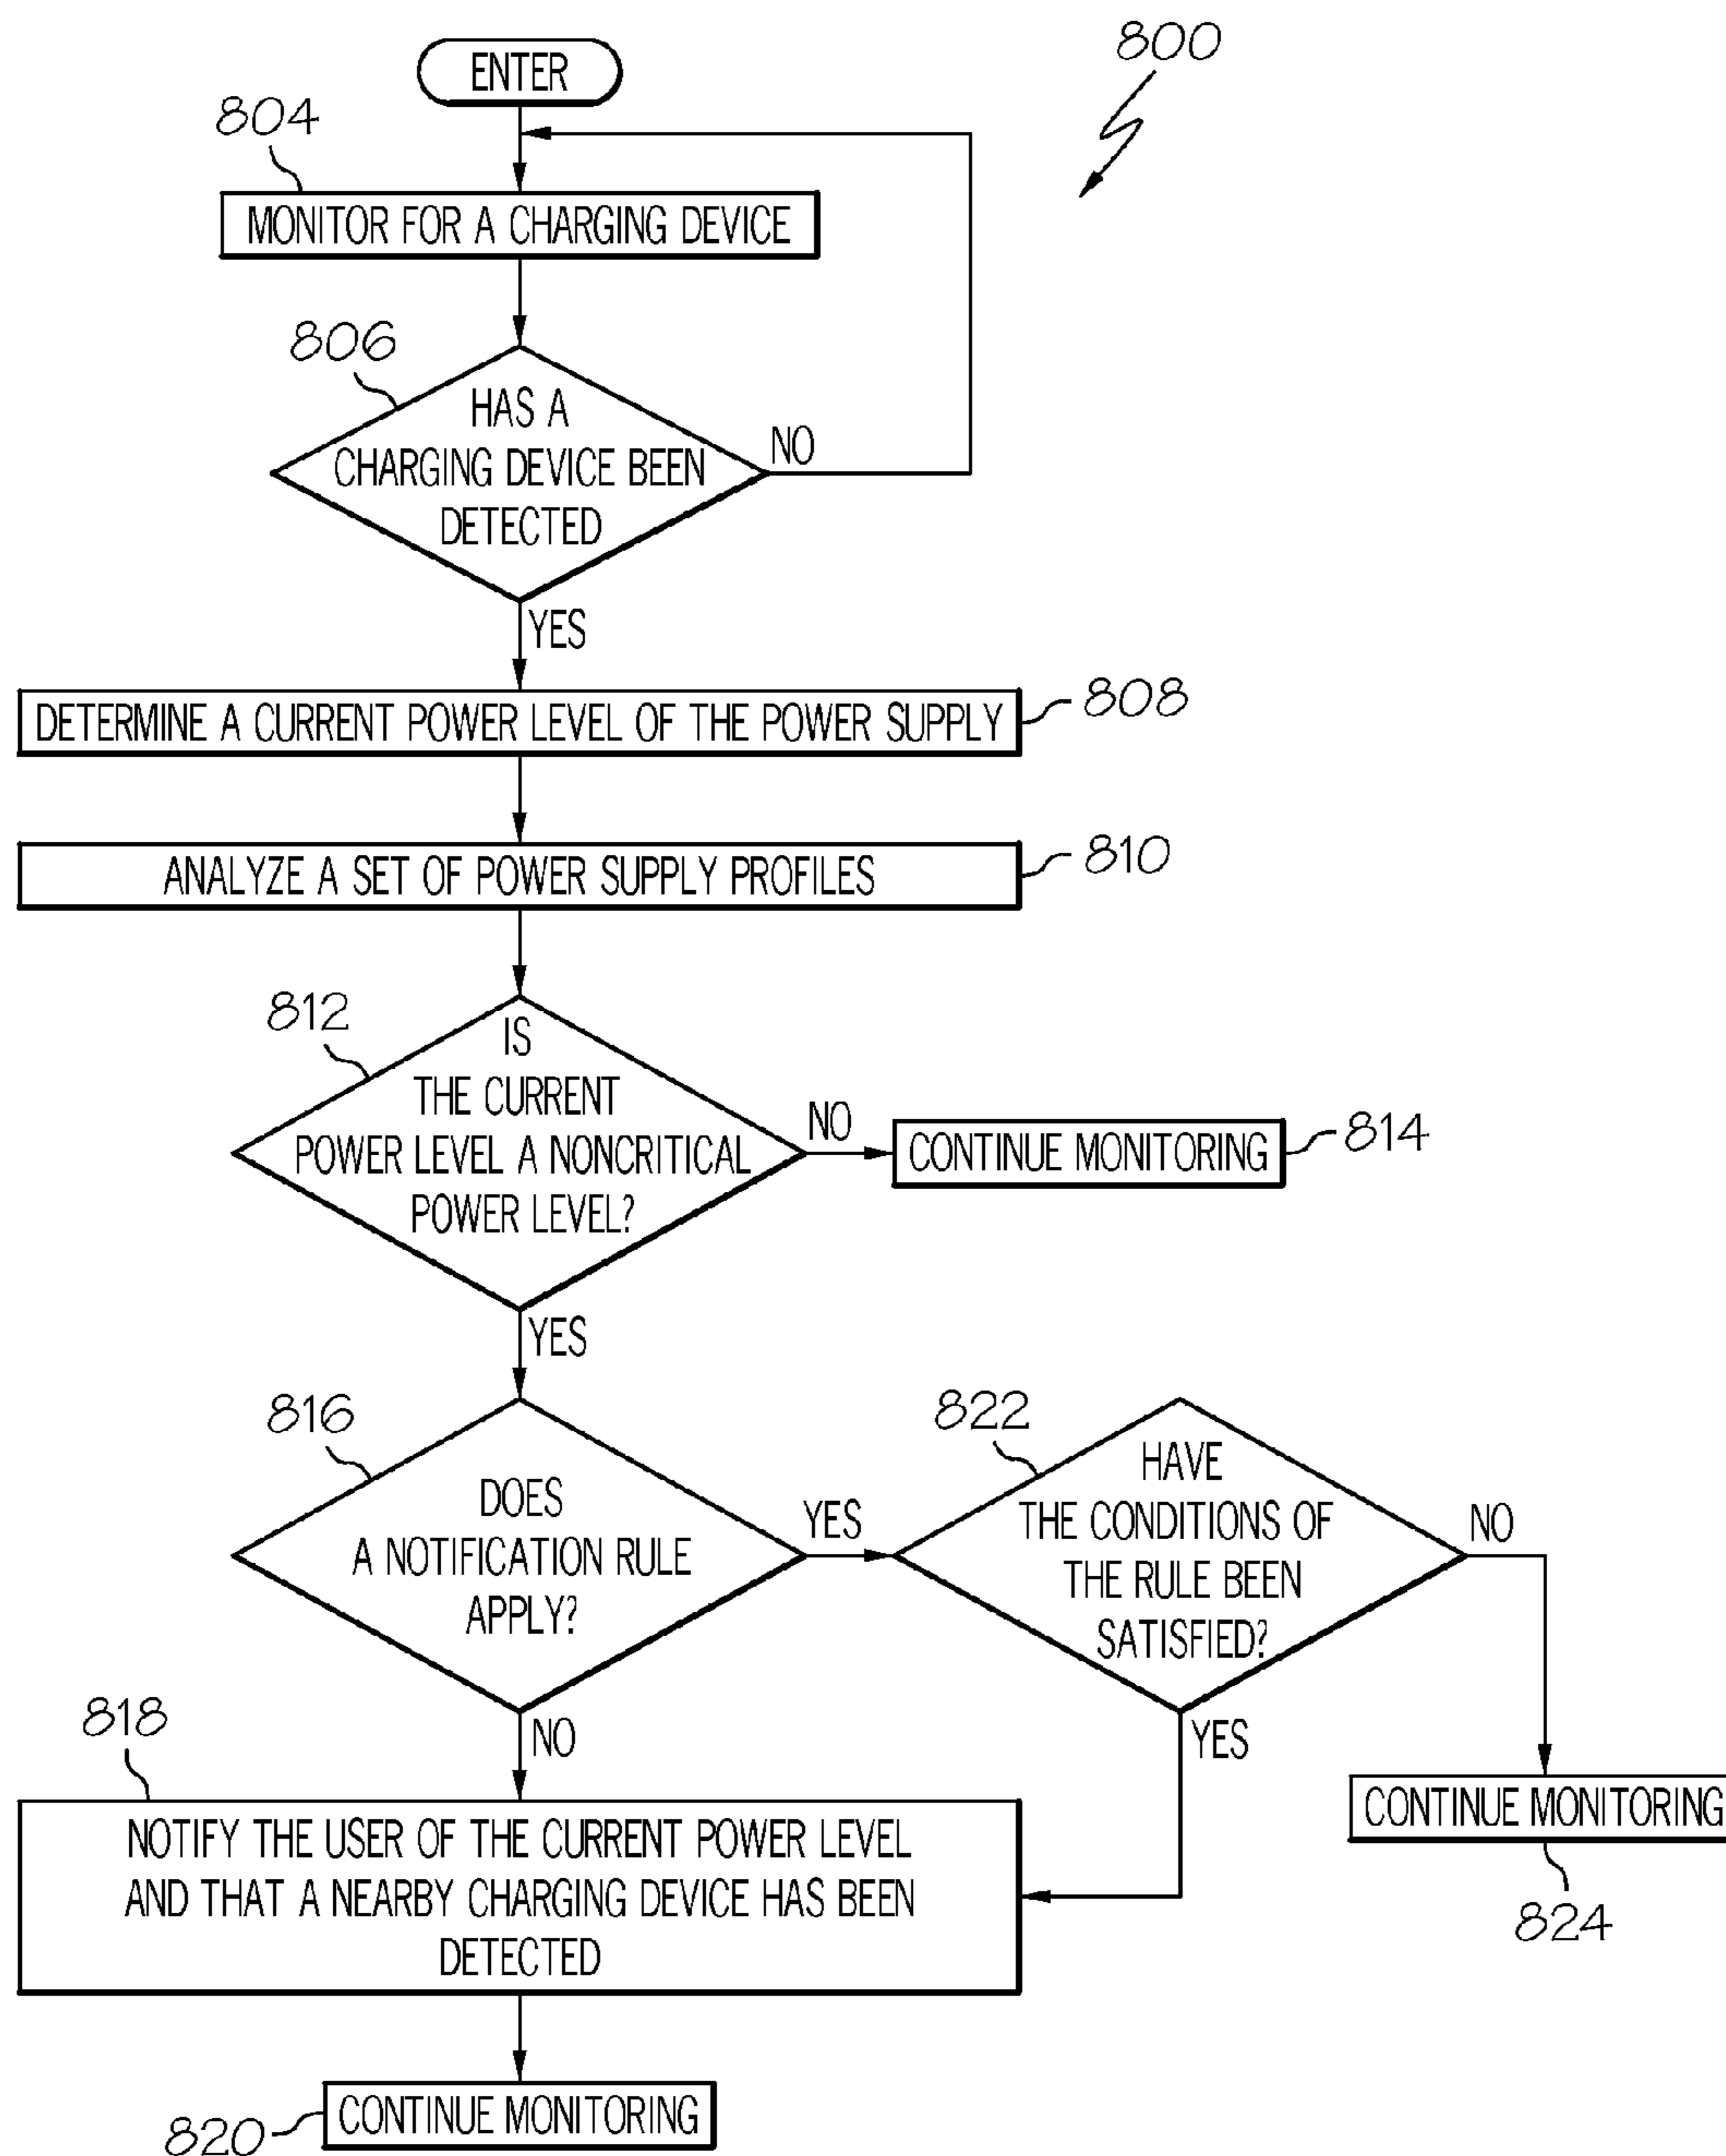 800
ENTER
804
MONITOR FOR A CHARGING DEVICE
806
HAS A
CHARGING DEVICE BEEN
DETECTED
NO
YES
DETERMINE A CURRENT POWER LEVEL OF THE POWER SUPPLY
808
ANALYZE A SET OF POWER SUPPLY PROFILES
810
812
IS
THE CURRENT
POWER LEVEL A NONCRITICAL
POWER LEVEL?
NO
CONTINUE MONITORING
814
YES
816
DOES
A NOTIFICATION RULE
APPLY?
YES
822
HAVE
THE CONDITIONS OF
THE RULE BEEN
SATISFIED?
NO
YES
NO
818
NOTIFY THE USER OF THE CURRENT POWER LEVEL
AND THAT A NEARBY CHARGING DEVICE HAS BEEN
DETECTED
CONTINUE MONITORING
824
CONTINUE MONITORING
820